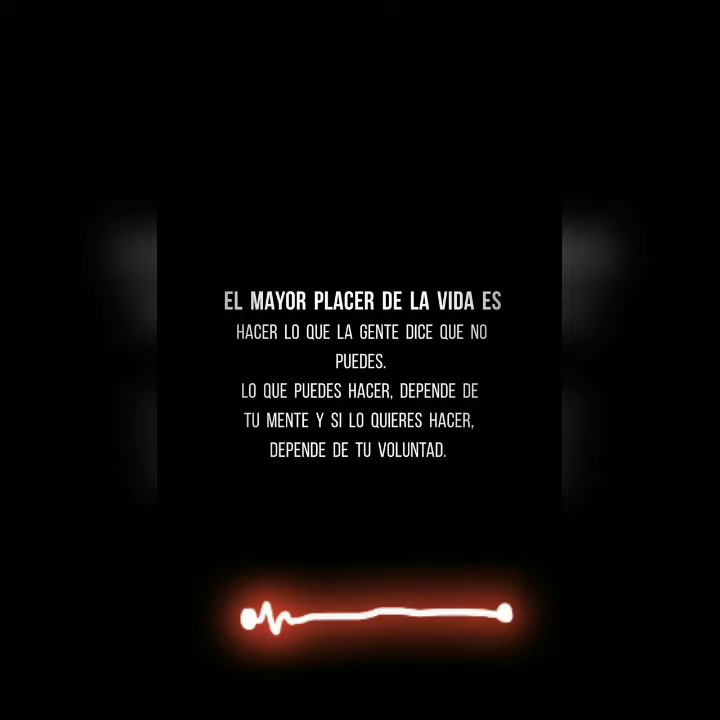 EL MAYOR PLACER DE LA VIDA ES
HACER LO QUE LA GENTE DICE QUE NO
PUEDES.
LO QUE PUEDES HACER, DEPENDE DE
TU MENTE Y SI LO QUIERES HACER,
DEPENDE DE TU VOLUNTAD.